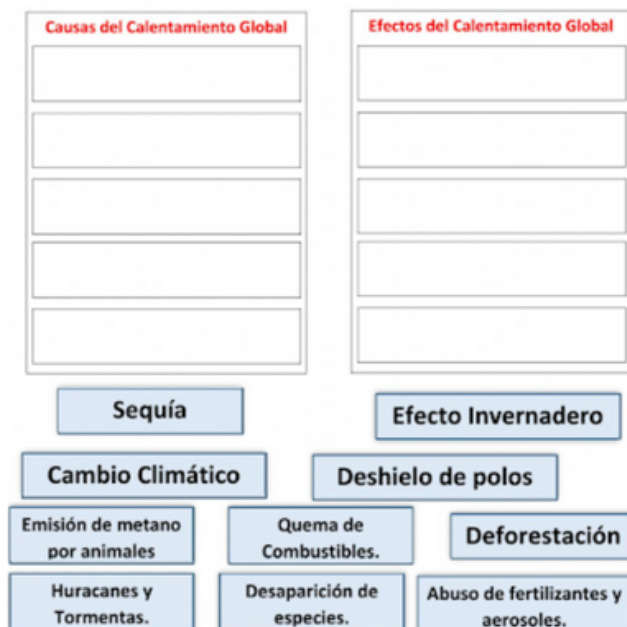 Causas del Calentamiento Global
Efectos del Calentamiento Global
Sequía
Efecto Invernadero
Cambio Climático
Deshielo de polos
Emisión de metano
por animales
Quema de
Combustibles.
Deforestación
Huracanes y
Tormentas.
Desaparición de
especies.
Abuso de fertilizantes y
aerosoles.